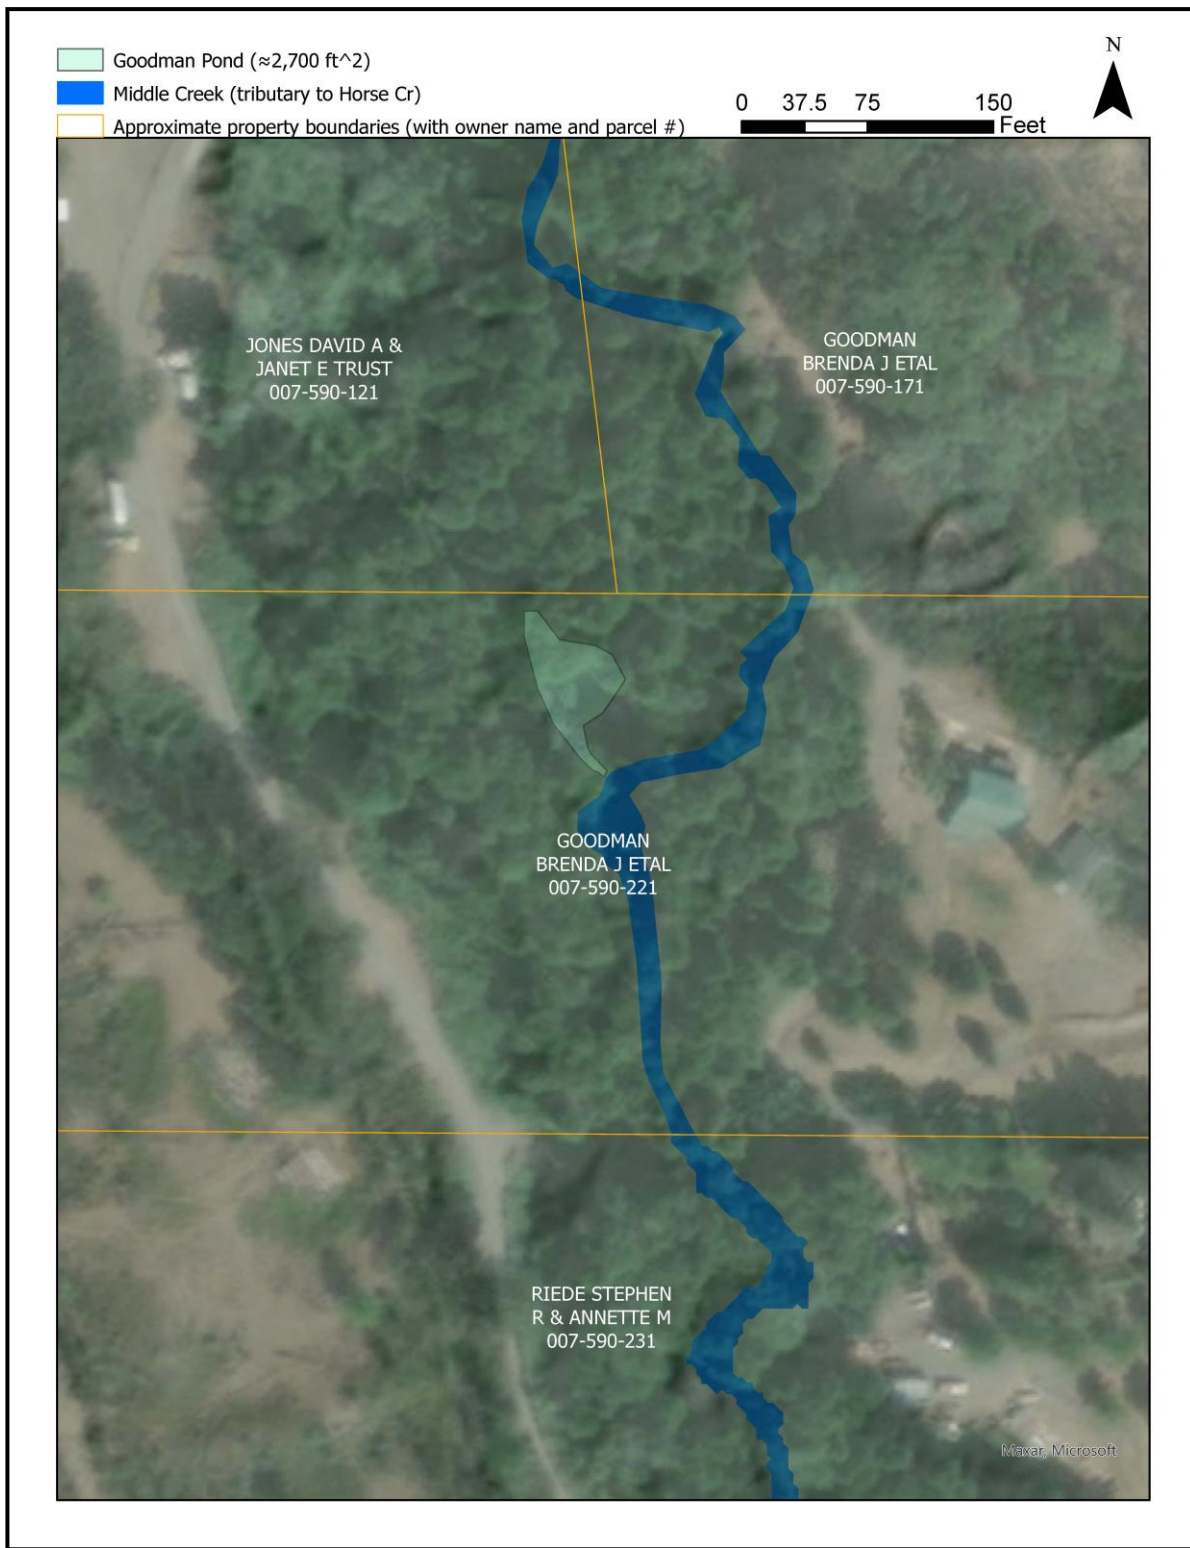 Goodman Pond (≈2,700 ft^2)
Middle Creek (tributary to Horse Cr)
Approximate property boundaries (with owner name and parcel #)
0 37.5 75 150
Feet
N
JONES DAVID A &
JANET E TRUST
007-590-121
GOODMAN
BRENDA J ETAL
007-590-171
GOODMAN
BRENDA J ETAL
007-590-221
RIEDE STEPHEN
R & ANNETTE M
007-590-231
Maxar, Microsoft